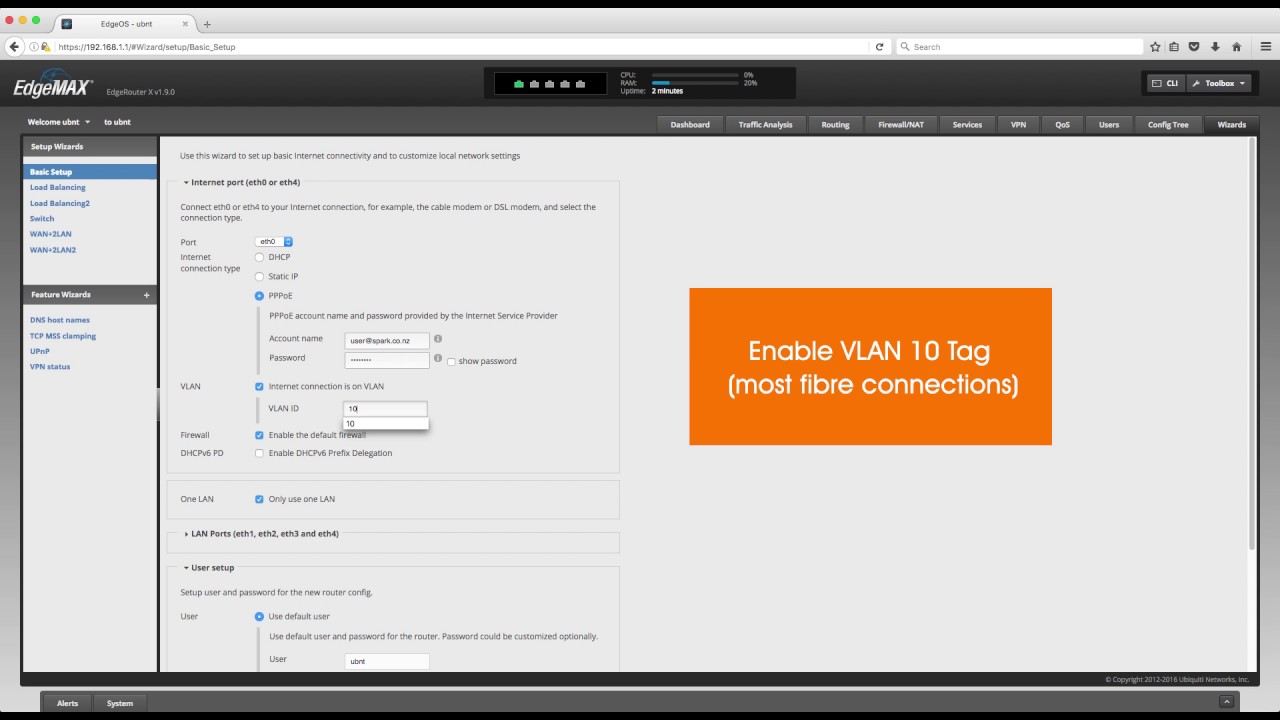 EdgeOS - ubnt
https://192.168.1.1/#Wizard/setup/Basic_Setup
Search
EdgeMAX
EdgeRouter X v1.9.0
CPU: 0%
RAM: 20%
Uptime: 2 minutes
CLI
Toolbox
Welcome ubnt
to ubnt
Dashboard
Traffic Analysis
Routing
Firewall/NAT
Services
VPN
QoS
Users
Config Tree
Wizards
Setup Wizards
Basic Setup
Load Balancing
Load Balancing2
Switch
WAN+2LAN
WAN+2LAN2
Feature Wizards +
DNS host names
TCP MSS clamping
UPnP
VPN status
Use this wizard to set up basic Internet connectivity and to customize local network settings
Internet port (eth0 or eth4)
Connect eth0 or eth4 to your Internet connection, for example, the cable modem or DSL modem, and select the
connection type.
Port eth0
Internet
connection type
DHCP
Static IP
PPPoE
PPPoE account name and password provided by the Internet Service Provider
Account name user@spark.co.nz
Password ········ show password
VLAN Internet connection is on VLAN
VLAN ID 10
10
Firewall Enable the default firewall
DHCPv6 PD Enable DHCPv6 Prefix Delegation
One LAN Only use one LAN
LAN Ports (eth1, eth2, eth3 and eth4)
User setup
Setup user and password for the new router config.
User Use default user
Use default user and password for the router. Password could be customized optionally.
User ubnt
Enable VLAN 10 Tag
(most fibre connections)
© Copyright 2012-2016 Ubiquiti Networks, Inc.
Alerts
System